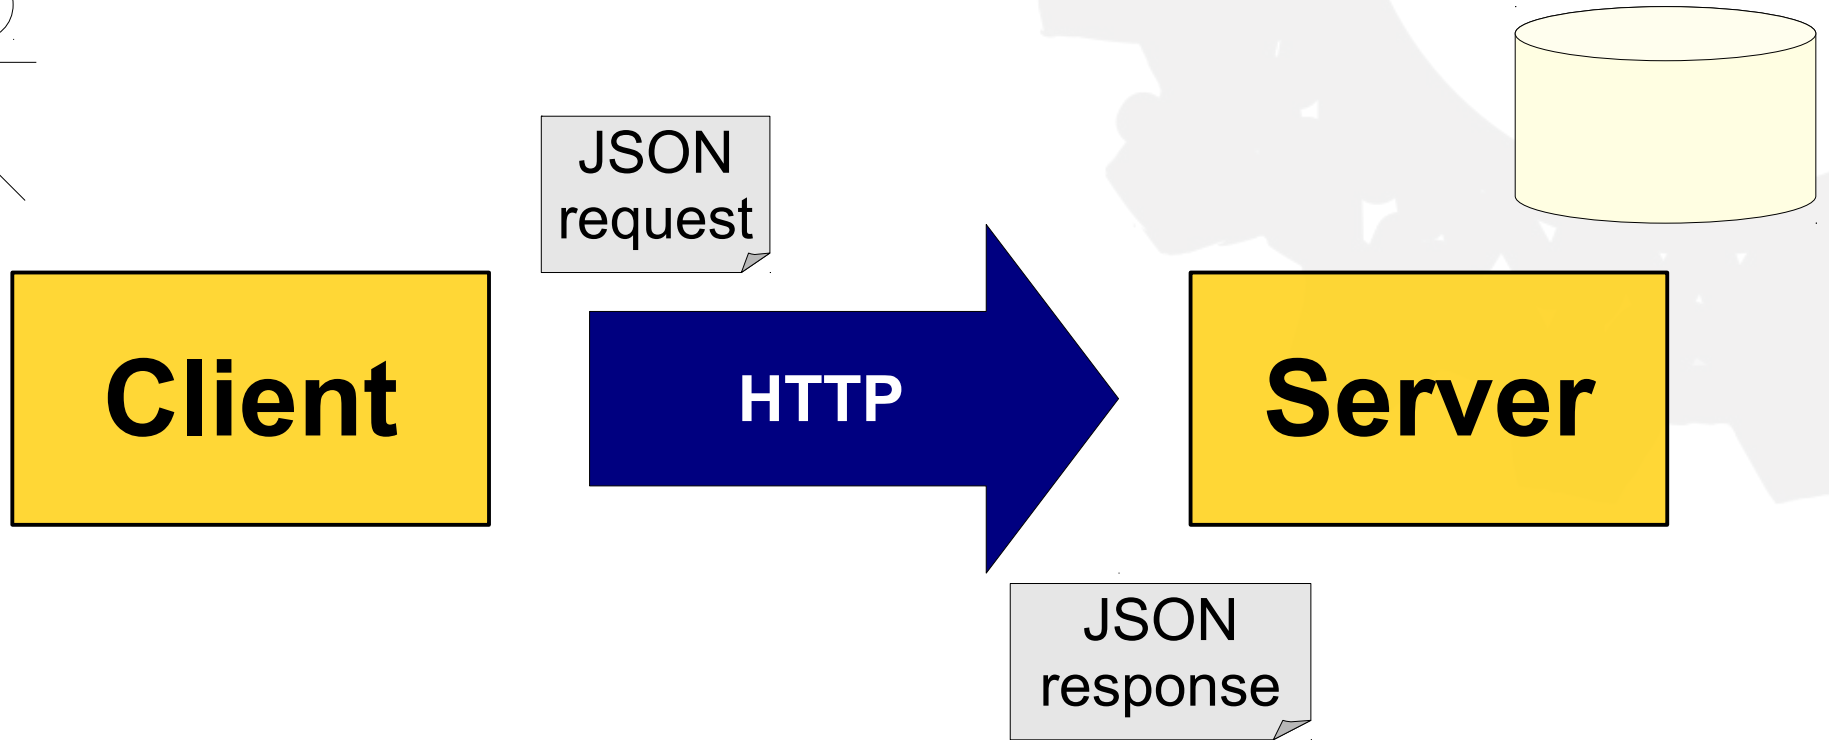 JSON
request
Client
HTTP
Server
JSON
response